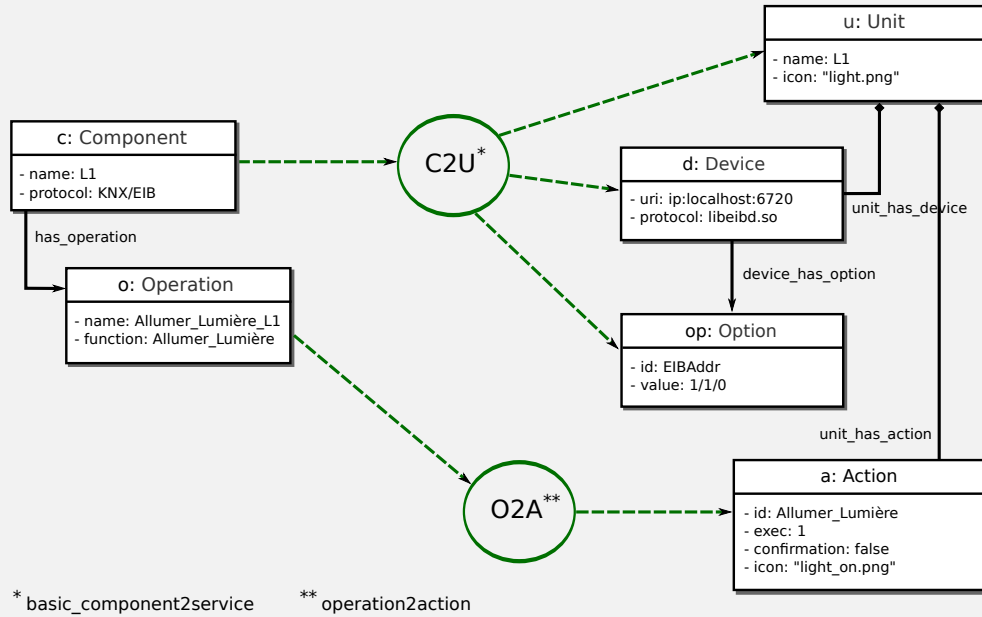 u: Unit
- name: L1
- icon: "light.png"
c: Component
- name: L1
- protocol: KNX/EIB
C2U*
d: Device
- uri: ip:localhost:6720
- protocol: libeibd.so
unit_has_device
has_operation
device_has_option
o: Operation
- name: Allumer_Lumière_L1
- function: Allumer_Lumière
op: Option
- id: EIBAddr
- value: 1/1/0
unit_has_action
O2A**
a: Action
- id: Allumer_Lumière
- exec: 1
- confirmation: false
- icon: "light_on.png"
* basic_component2service
** operation2action